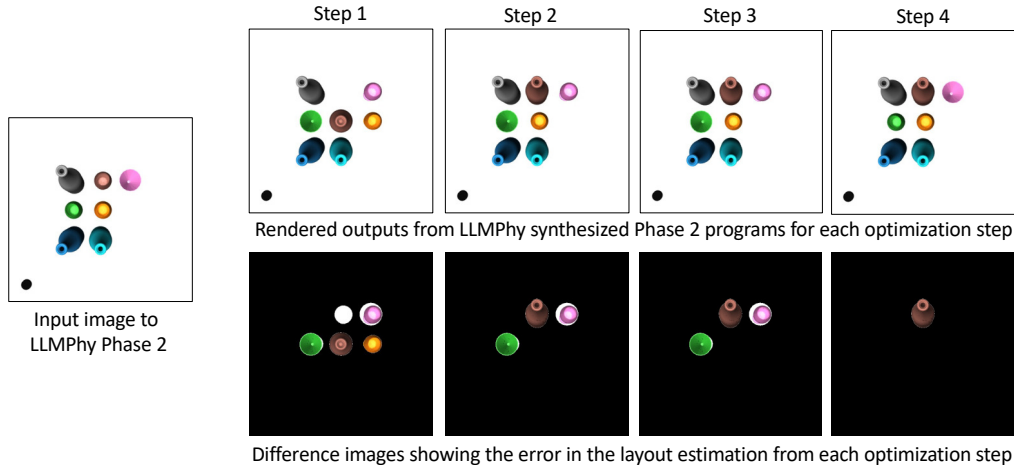 Step 1
Step 2
Step 3
Step 4
Rendered outputs from LLMPhy synthesized Phase 2 programs for each optimization step
Input image to
LLMPhy Phase 2
Difference images showing the error in the layout estimation from each optimization step